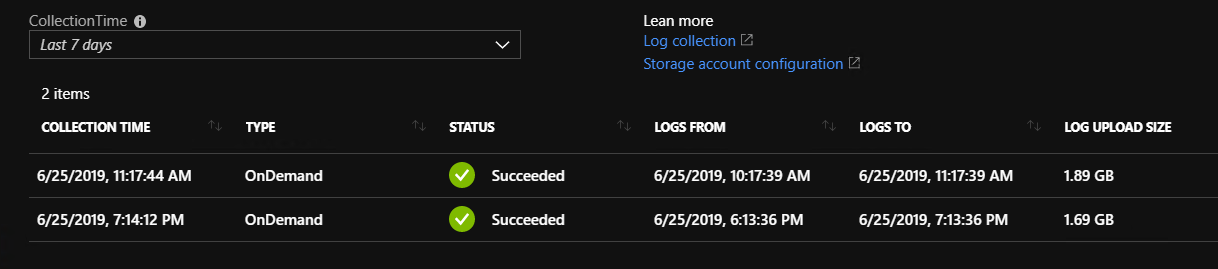 CollectionTime
Last 7 days
Lean more
Log collection
Storage account configuration
2 items
COLLECTION TIME TYPE STATUS LOGS FROM LOGS TO LOG UPLOAD SIZE
6/25/2019, 11:17:44 AM OnDemand Succeeded 6/25/2019, 10:17:39 AM 6/25/2019, 11:17:39 AM 1.89 GB
6/25/2019, 7:14:12 PM OnDemand Succeeded 6/25/2019, 6:13:36 PM 6/25/2019, 7:13:36 PM 1.69 GB